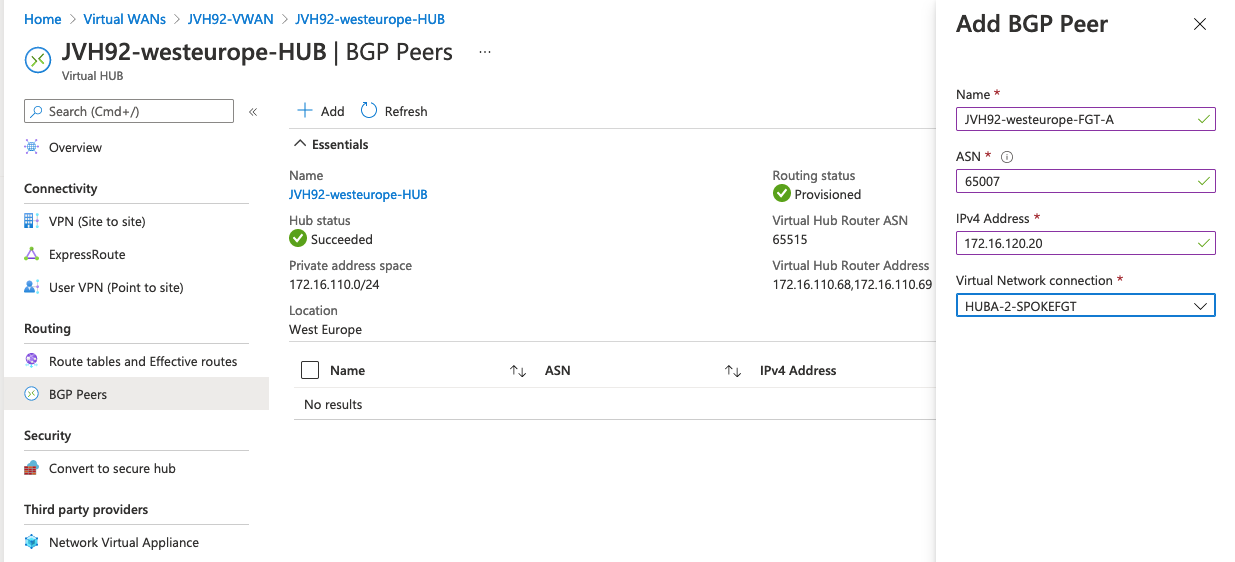 Home > Virtual WANs > JVH92-VWAN > JVH92-westeurope-HUB
JVH92-westeurope-HUB | BGP Peers ...
Virtual HUB
Search (Cmd+/)
«
Overview
Connectivity
VPN (Site to site)
ExpressRoute
User VPN (Point to site)
Routing
Route tables and Effective routes
BGP Peers
Security
Convert to secure hub
Third party providers
Network Virtual Appliance
Add
Refresh
Essentials
Name
JVH92-westeurope-HUB
Hub status
Succeeded
Private address space
172.16.110.0/24
Location
West Europe
Routing status
Provisioned
Virtual Hub Router ASN
65515
Virtual Hub Router Address
172.16.110.68,172.16.110.69
Name ASN IPv4 Address
No results
Add BGP Peer
Name *
JVH92-westeurope-FGT-A
ASN *
65007
IPv4 Address *
172.16.120.20
Virtual Network connection *
HUBA-2-SPOKEFGT